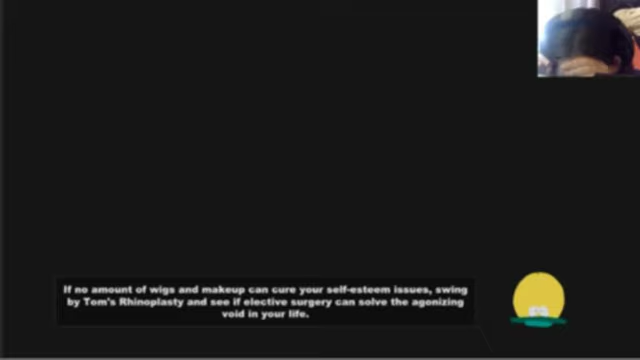 If no amount of wigs and makeup can cure your self-esteem issues, swing
by Tom's Rhinoplasty and see if elective surgery can solve the agonizing
void in your life.